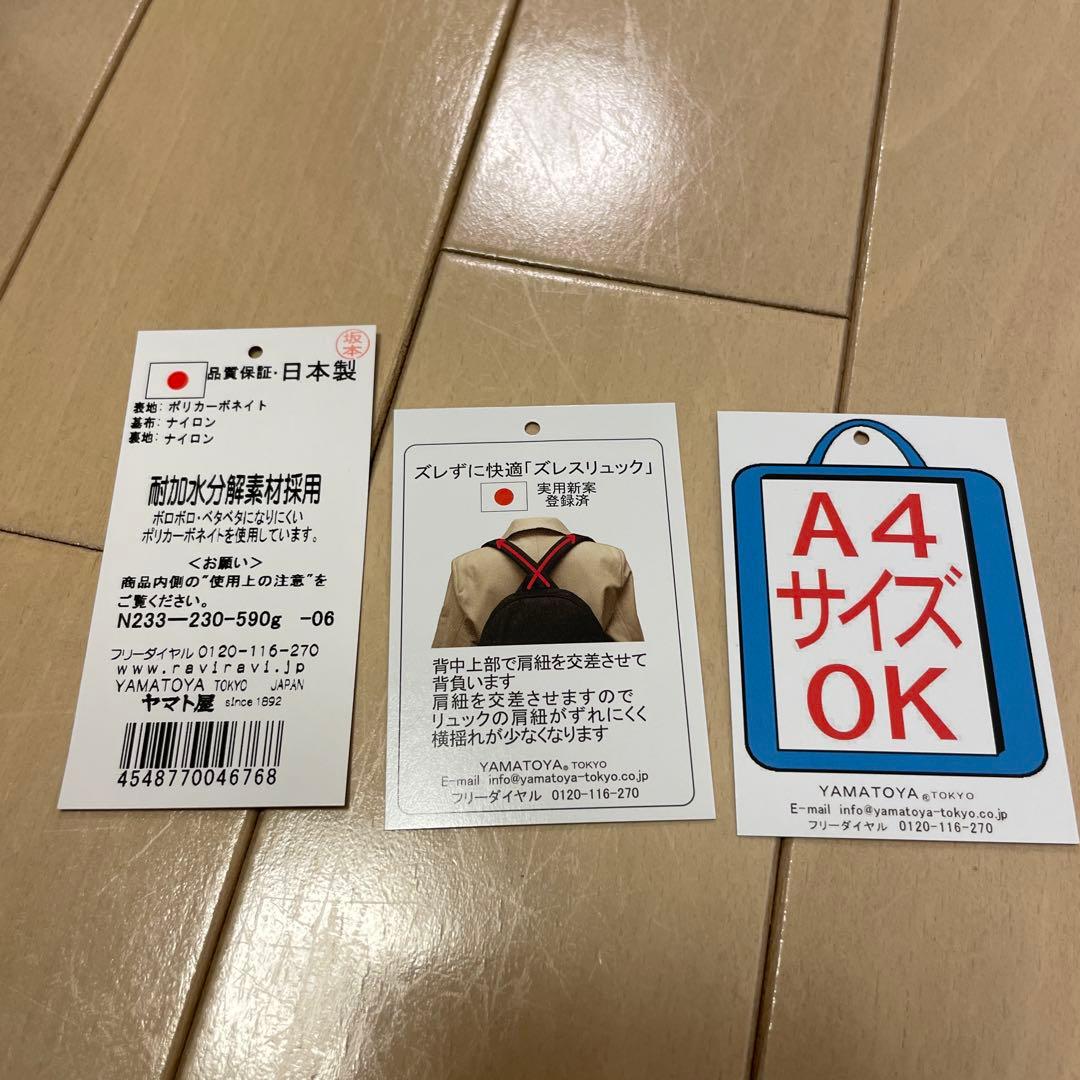 坂本
品質保証・日本製
表地：ポリカーボネイト
基布：ナイロン
裏地：ナイロン
耐加水分解素材採用
ボロボロ・ベタベタになりにくい
ポリカーボネイトを使用しています。
＜お願い＞
商品内側の"使用上の注意"を
ご覧ください。
N233ー230-590g -06
フリーダイヤル 0120-116-270
www.raviravi.jp
YAMATOYA TOKYO JAPAN
ヤマト屋 since 1892
4548770046768
ズレずに快適「ズレスリュック」
実用新案
登録済
背中上部で肩紐を交差させて
背負います
肩紐を交差させますので
リュックの肩紐がずれにくく
横揺れが少なくなります
YAMATOYA® TOKYO
E-mail info@yamatoya-tokyo.co.jp
フリーダイヤル 0120-116-270
A4
サイズ
OK
YAMATOYA ® TOKYO
E-mail info@yamatoya-tokyo.co.jp
フリーダイヤル 0120-116-270